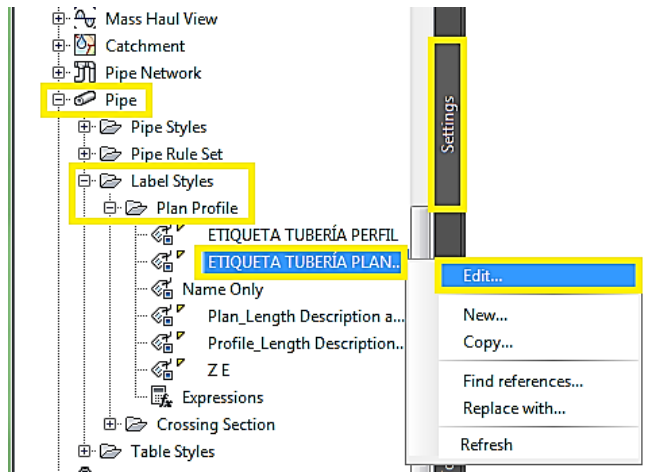 Mass Haul View
Catchment
Pipe Network
Pipe
Pipe Styles
Pipe Rule Set
Label Styles
Plan Profile
ETIQUETA TUBERÍA PERFIL
ETIQUETA TUBERÍA PLAN..
Name Only
Plan_Length Description a...
Profile_Length Description..
Z E
Expressions
Crossing Section
Table Styles
Settings
Edit...
New...
Copy...
Find references...
Replace with...
Refresh